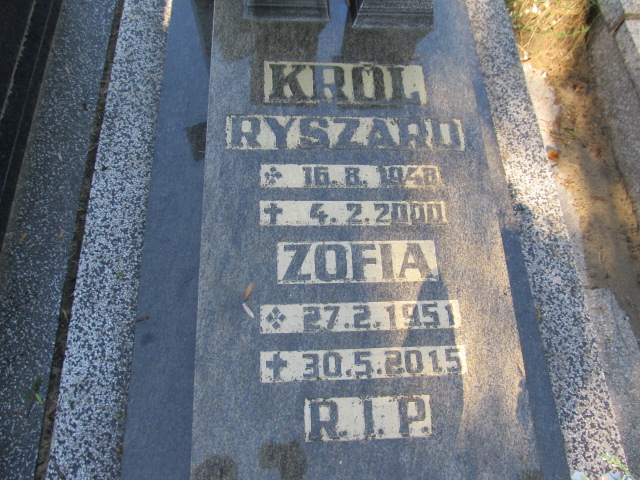 KRÓL
RYSZARD
16.8.1948
4.2.2000
ZOFIA
27.2.1951
30.5.2015
R.I.P.